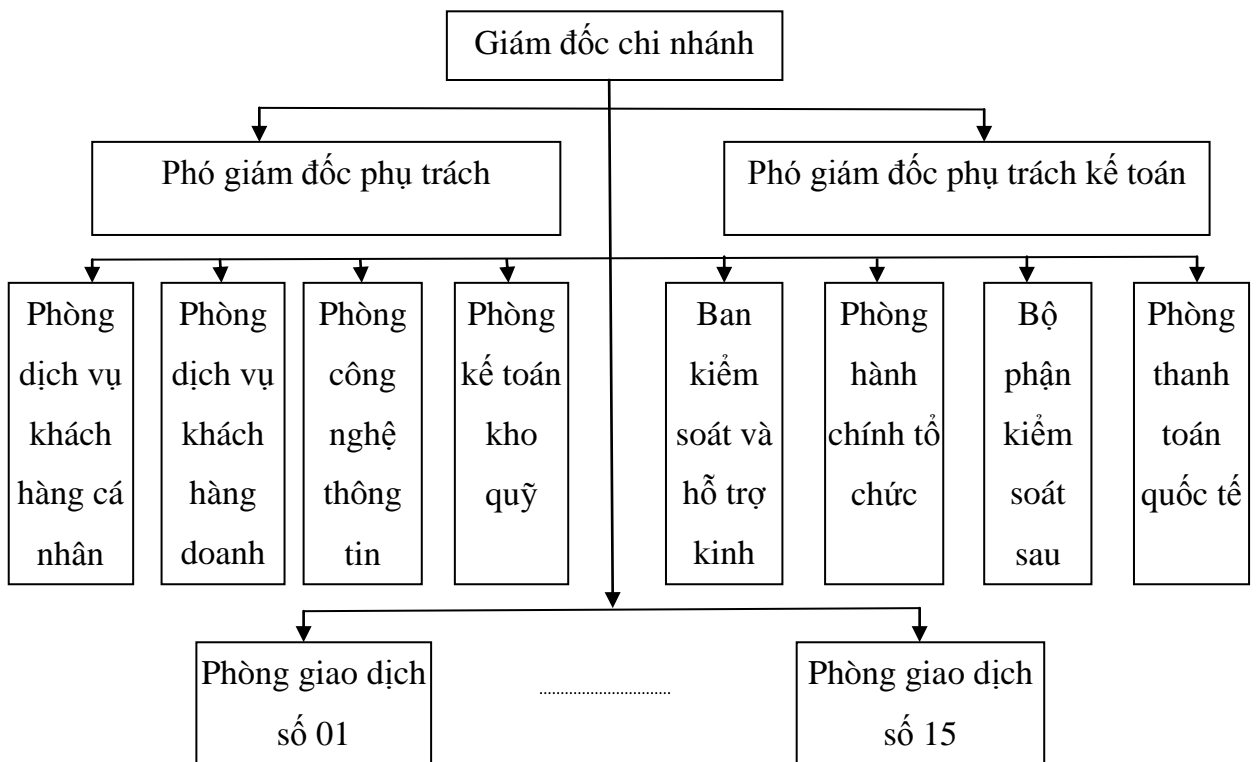 Giám đốc chi nhánh
Phó giám đốc phụ trách
Phó giám đốc phụ trách kế toán
Phòng
dịch vụ
khách
hàng cá
nhân
Phòng
dịch vụ
khách
hàng
doanh
Phòng
công
nghệ
thông
tin
Phòng
kế toán
kho
quỹ
Ban
kiểm
soát và
hỗ trợ
kinh
Phòng
hành
chính tổ
chức
Bộ
phận
kiểm
soát
sau
Phòng
thanh
toán
quốc tế
Phòng giao dịch
số 01
................................
Phòng giao dịch
số 15